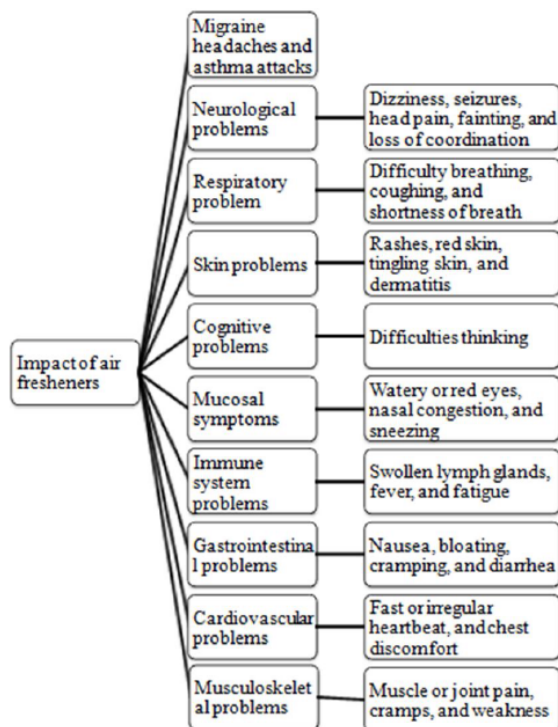 Impact of air
fresheners
Migraine
headaches and
asthma attacks
Neurological
problems
Dizziness, seizures,
head pain, fainting, and
loss of coordination
Respiratory
problem
Difficulty breathing,
coughing, and
shortness of breath
Skin problems
Rashes, red skin,
tingling skin, and
dermatitis
Cognitive
problems
Difficulties thinking
Mucosal
symptoms
Watery or red eyes,
nasal congestion, and
sneezing
Immune
system
problems
Swollen lymph glands,
fever, and fatigue
Gastrointestina
l problems
Nausea, bloating,
cramping, and diarrhea
Cardiovascular
problems
Fast or irregular
heartbeat, and chest
discomfort
Musculoskelet
al problems
Muscle or joint pain,
cramps, and weakness